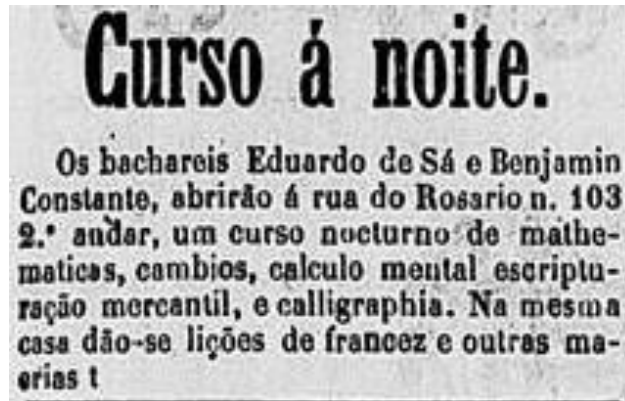 Curso á noite.
Os bachareis Eduardo de Sá e Benjamin
Constante, abrirão á rua do Rosario n. 103
2.º andar, um curso nocturno de mathe-
maticas, cambios, calculo mental escriptu-
ração mercantil, e calligraphia. Na mesma
casa dão-se lições de francez e outras ma-
erias t